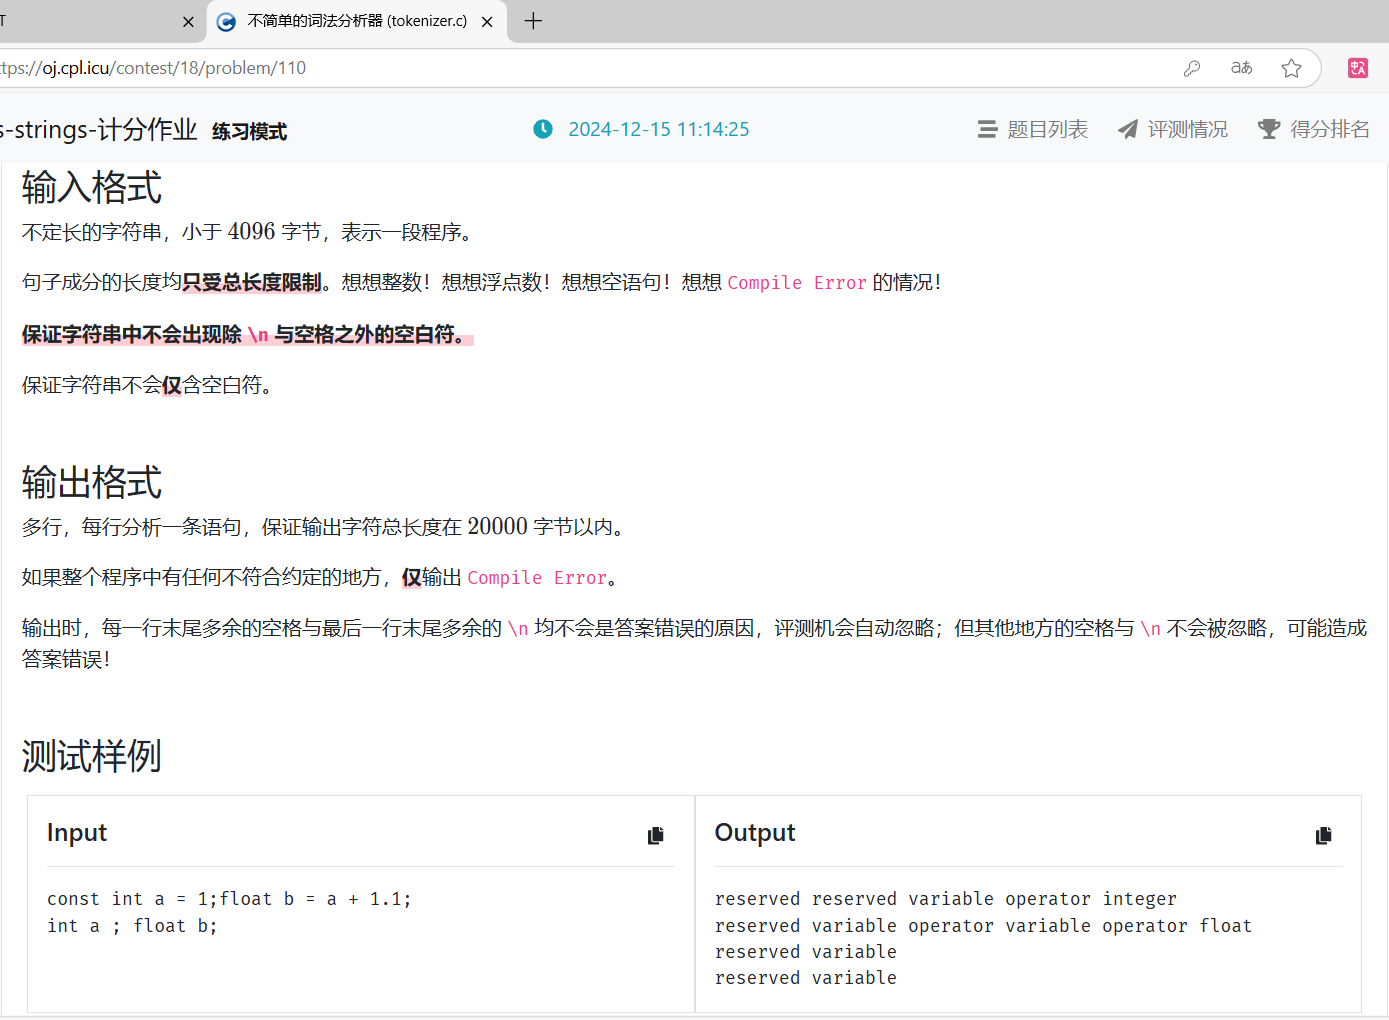 T
不简单的词法分析器 (tokenizer.c)
ttps://oj.cpl.icu/contest/18/problem/110
s-strings-计分作业 练习模式 2024-12-15 11:14:25 题目列表 评测情况 得分排名
输入格式
不定长的字符串，小于 4096 字节，表示一段程序。
句子成分的长度均只受总长度限制。想想整数！想想浮点数！想想空语句！想想 Compile Error 的情况！
保证字符串中不会出现除 \n 与空格之外的空白符。
保证字符串不会仅含空白符。
输出格式
多行，每行分析一条语句，保证输出字符总长度在 20000 字节以内。
如果整个程序中有任何不符合约定的地方，仅输出 Compile Error。
输出时，每一行末尾多余的空格与最后一行末尾多余的 \n 均不会是答案错误的原因，评测机会自动忽略；但其他地方的空格与 \n 不会被忽略，可能造成
答案错误！
测试样例
Input
const int a = 1;float b = a + 1.1;
int a ; float b;
Output
reserved reserved variable operator integer
reserved variable operator variable operator float
reserved variable
reserved variable